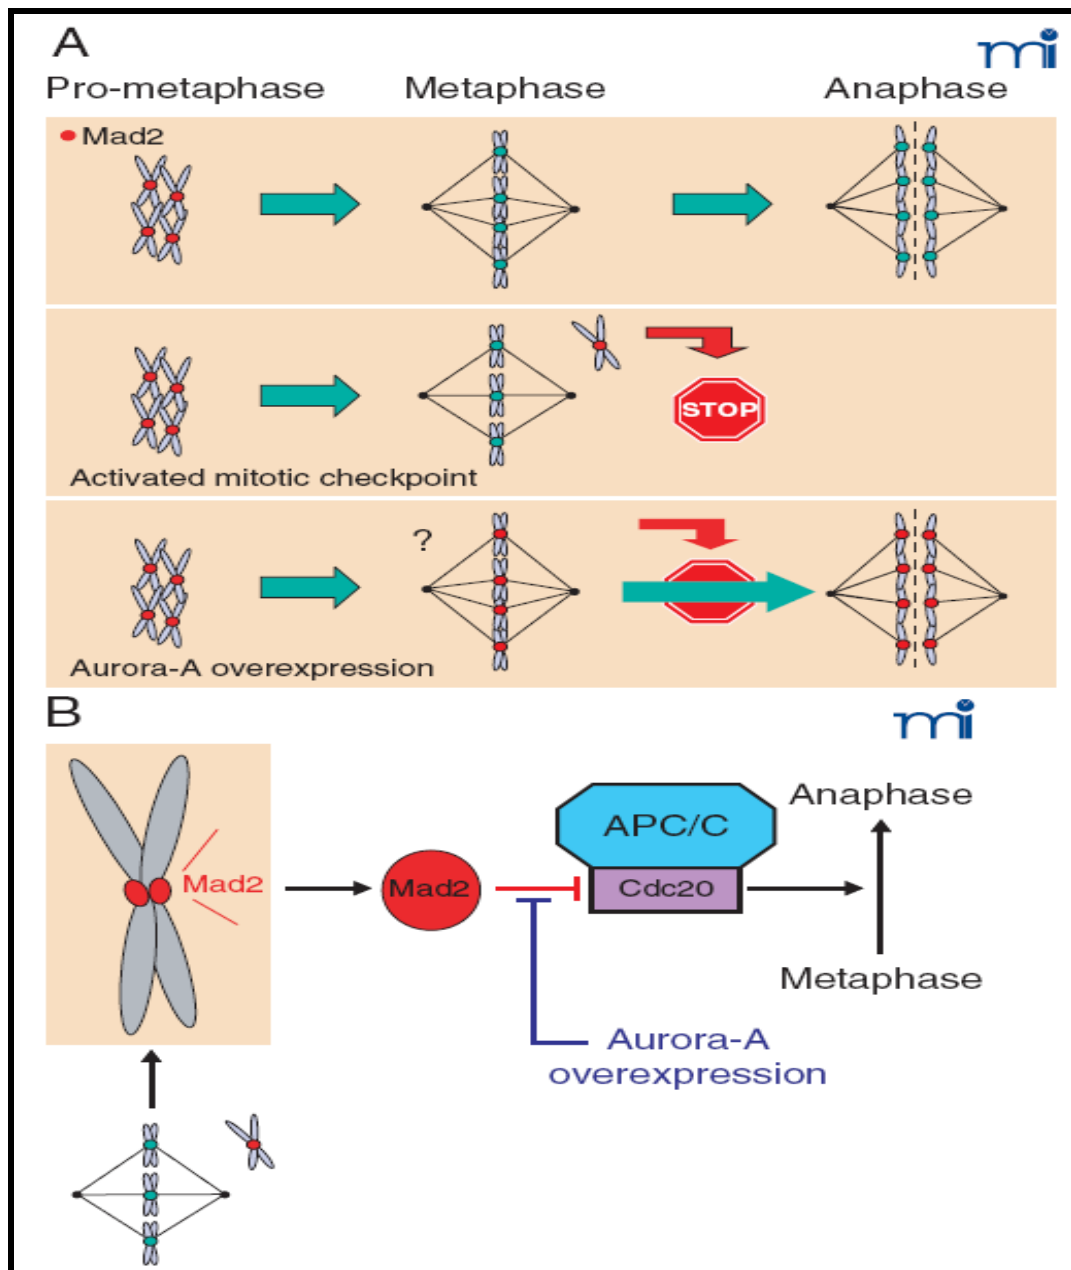 A
mi
Pro-metaphase Metaphase Anaphase
Mad2
STOP
Activated mitotic checkpoint
?
Aurora-A overexpression
B
mi
Anaphase
APC/C
Mad2
Mad2
Cdc20
Metaphase
Aurora-A
overexpression